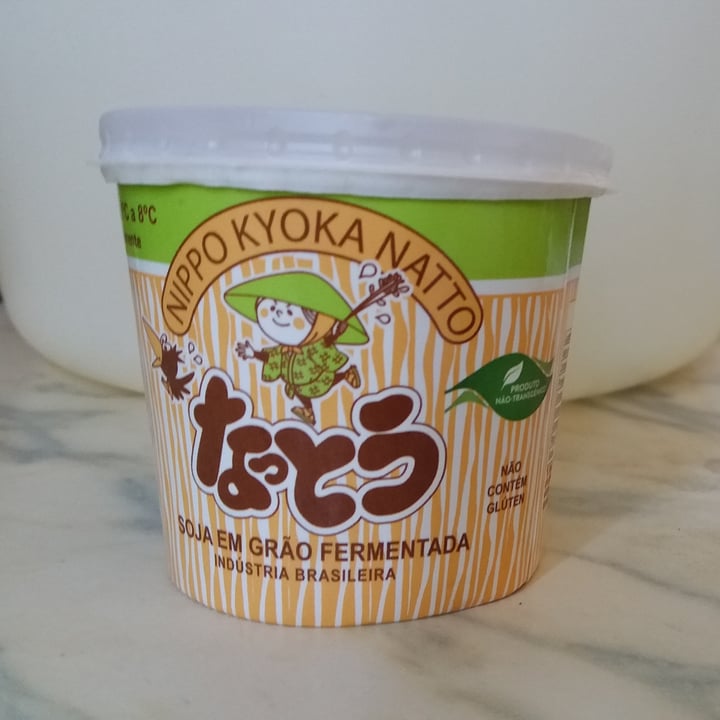 °C a 8°C
NIPPO KYOKA NATTO
なっとう
PRODUTO
NÃO-TRANSGÊNICO
NÃO
CONTÉM
GLÚTEN
SOJA EM GRÃO FERMENTADA
INDÚSTRIA BRASILEIRA